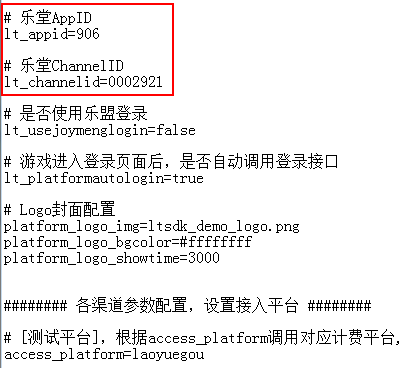 # 乐堂AppID
lt_appid=906
# 乐堂ChannelID
lt_channelid=0002921
# 是否使用乐盟登录
lt_usejoymenglogin=false
# 游戏进入登录页面后，是否自动调用登录接口
lt_platformautologin=true
# Logo封面配置
platform_logo_img=ltsdk_demo_logo.png
platform_logo_bgcolor=#ffffffff
platform_logo_showtime=3000
######## 各渠道参数配置，设置接入平台 ########
# [测试平台]，根据access_platform调用对应计费平台,
access_platform=laoyuegou